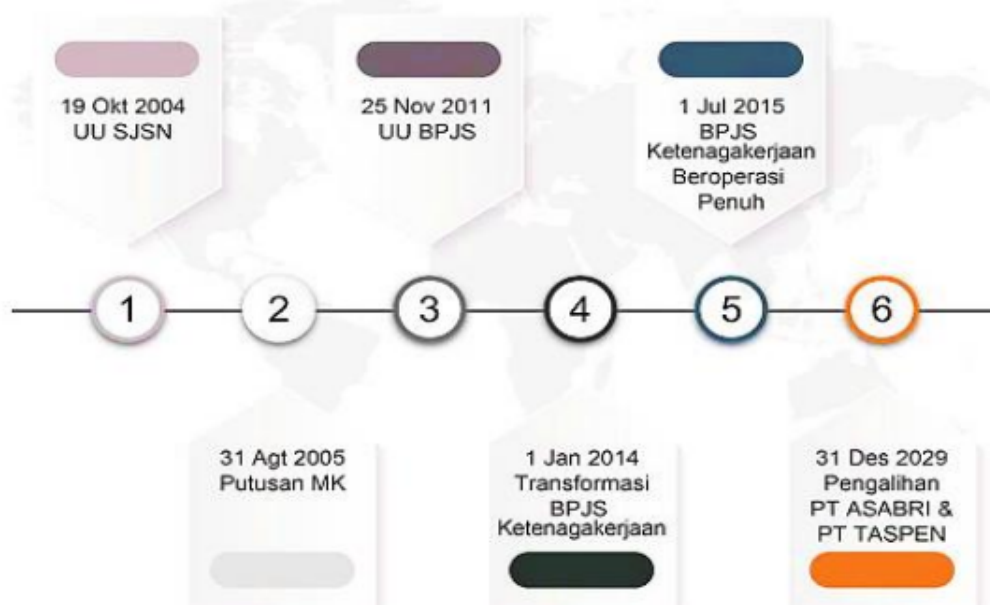 19 Okt 2004
UU SJSN
25 Nov 2011
UU BPJS
1 Jul 2015
BPJS
Ketenagakerjaan
Beroperasi
Penuh
1
2
3
4
5
6
31 Agt 2005
Putusan MK
1 Jan 2014
Transformasi
BPJS
Ketenagakerjaan
31 Des 2029
Pengalihan
PT ASABRI &
PT TASPEN